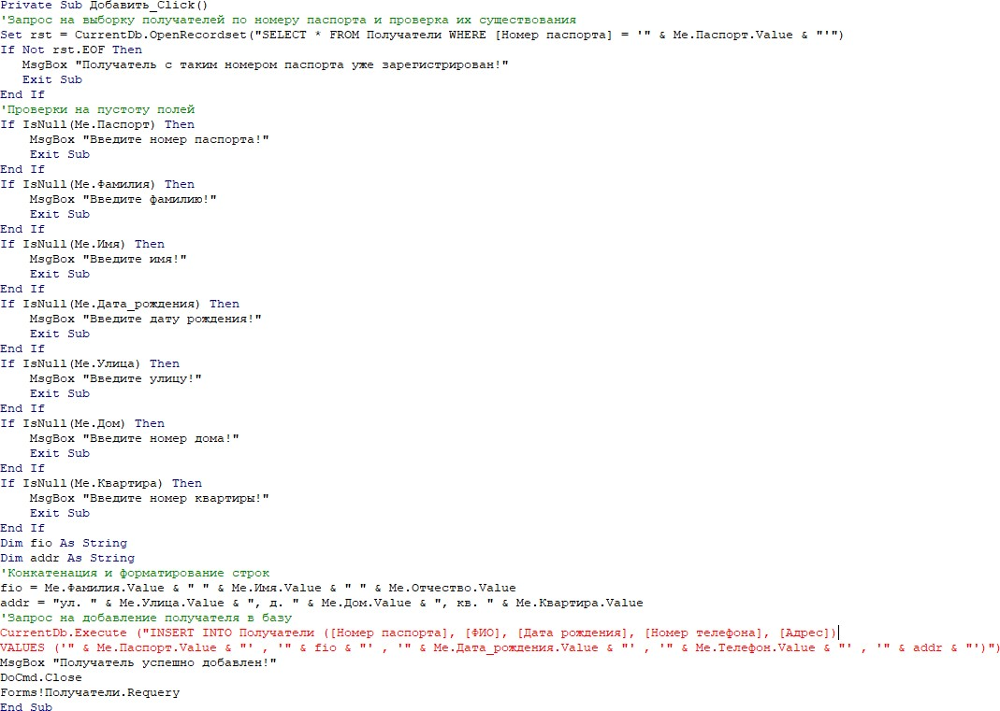 Private Sub Добавить_Click()
'Запрос на выборку получателей по номеру паспорта и проверка их существования
Set rst = CurrentDb.OpenRecordset("SELECT * FROM Получатели WHERE [Номер паспорта] = '" & Me.Паспорт.Value & "'")
If Not rst.EOF Then
   MsgBox "Получатель с таким номером паспорта уже зарегистрирован!"
   Exit Sub
End If
'Проверки на пустоту полей
If IsNull(Me.Паспорт) Then
    MsgBox "Введите номер паспорта!"
    Exit Sub
End If
If IsNull(Me.Фамилия) Then
    MsgBox "Введите фамилию!"
    Exit Sub
End If
If IsNull(Me.Имя) Then
    MsgBox "Введите имя!"
    Exit Sub
End If
If IsNull(Me.Дата_рождения) Then
    MsgBox "Введите дату рождения!"
    Exit Sub
End If
If IsNull(Me.Улица) Then
    MsgBox "Введите улицу!"
    Exit Sub
End If
If IsNull(Me.Дом) Then
    MsgBox "Введите номер дома!"
    Exit Sub
End If
If IsNull(Me.Квартира) Then
    MsgBox "Введите номер квартиры!"
    Exit Sub
End If
Dim fio As String
Dim addr As String
'Конкатенация и форматирование строк
fio = Me.Фамилия.Value & " " & Me.Имя.Value & " " & Me.Отчество.Value
addr = "ул. " & Me.Улица.Value & ", д. " & Me.Дом.Value & ", кв. " & Me.Квартира.Value
'Запрос на добавление получателя в базу
CurrentDb.Execute ("INSERT INTO Получатели ([Номер паспорта], [ФИО], [Дата рождения], [Номер телефона], [Адрес])
VALUES ('" & Me.Паспорт.Value & "' , '" & fio & "' , '" & Me.Дата_рождения.Value & "' , '" & Me.Телефон.Value & "' , '" & addr & "')")
MsgBox "Получатель успешно добавлен!"
DoCmd.Close
Forms!Получатели.Requery
End Sub